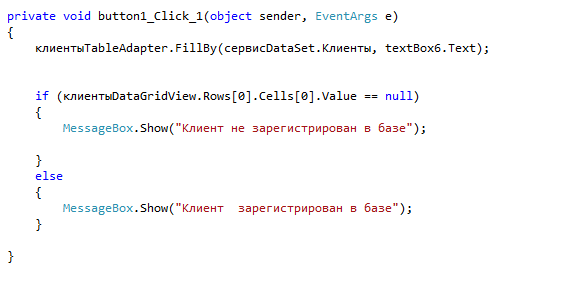 private void button1_Click_1(object sender, EventArgs e)
{
    клиентыTableAdapter.FillBy(сервисDataSet.Клиенты, textBox6.Text);
    if (клиентыDataGridView.Rows[0].Cells[0].Value == null)
    {
        MessageBox.Show("Клиент не зарегистрирован в базе");
    }
    else
    {
        MessageBox.Show("Клиент  зарегистрирован в базе");
    }
}